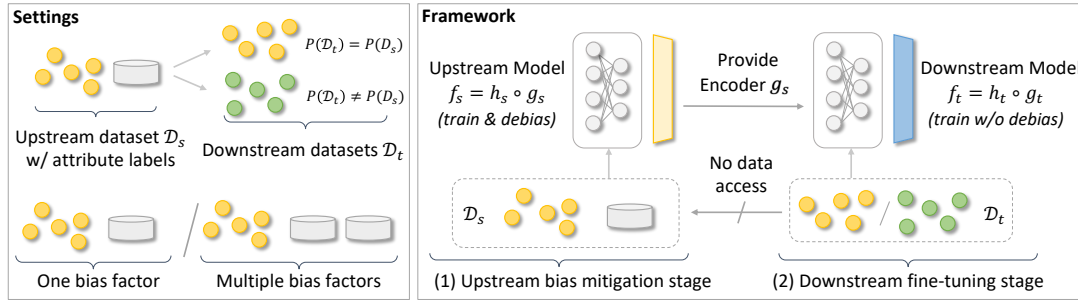 Settings
P(𝒟ₜ) = P(Dₛ)
P(𝒟ₜ) ≠ P(Dₛ)
Upstream dataset 𝒟ₛ
w/ attribute labels
Downstream datasets 𝒟ₜ
/
One bias factor
Multiple bias factors
Framework
Upstream Model
fₛ = hₛ ∘ gₛ
(train & debias)
Provide
Encoder gₛ
Downstream Model
fₜ = hₜ ∘ gₜ
(train w/o debias)
No data
access
𝒟ₛ
/
𝒟ₜ
(1) Upstream bias mitigation stage
(2) Downstream fine-tuning stage